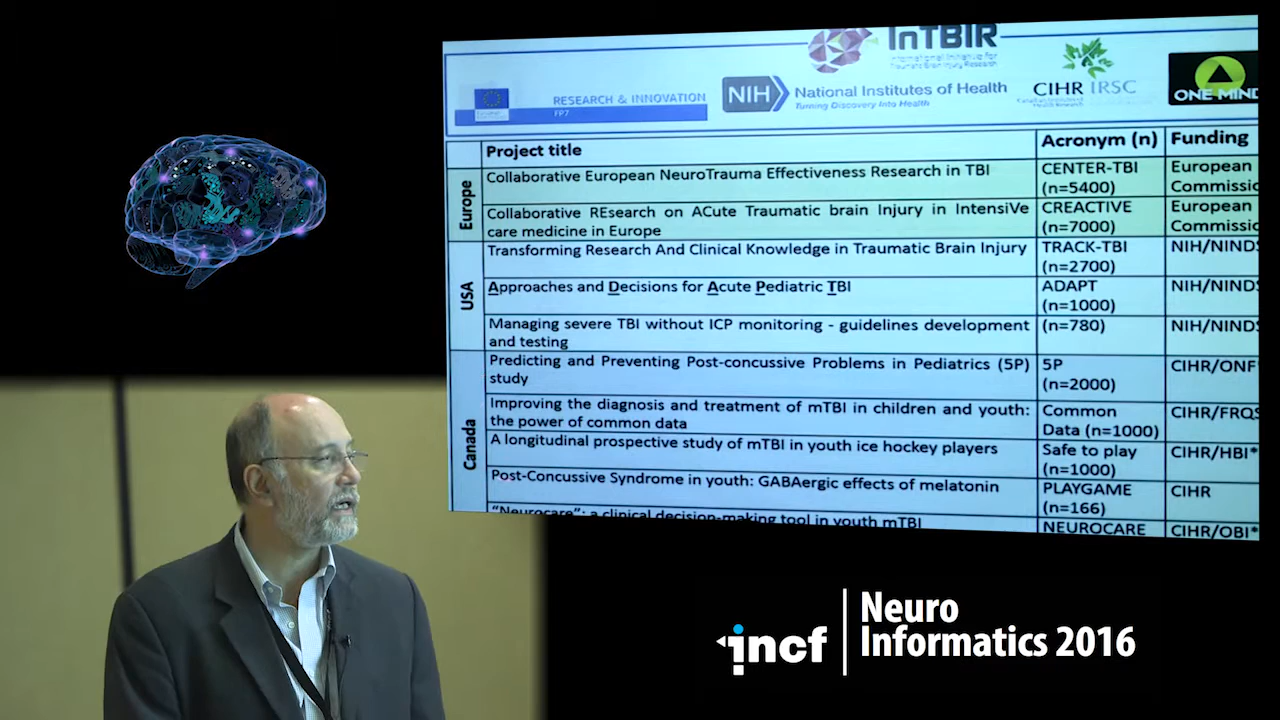 InTBIR
International Initiative for
Traumatic Brain Injury Research
RESEARCH & INNOVATION
FP7
NIH
National Institutes of Health
Turning Discovery Into Health
CIHR IRSC
ONE MIND
Project title
Acronym (n)
Funding
Europe
Collaborative European NeuroTrauma Effectiveness Research in TBI
CENTER-TBI
(n=5400)
European
Commissio
Collaborative REsearch on ACute Traumatic brain Injury in IntensiVe
care medicine in Europe
CREACTIVE
(n=7000)
European
Commissio
USA
Transforming Research And Clinical Knowledge in Traumatic Brain Injury
TRACK-TBI
(n=2700)
NIH/NINDS
Approaches and Decisions for Acute Pediatric TBI
ADAPT
(n=1000)
NIH/NINDS
Managing severe TBI without ICP monitoring - guidelines development
and testing
(n=780)
NIH/NINDS
Canada
Predicting and Preventing Post-concussive Problems in Pediatrics (5P)
study
5P
(n=2000)
CIHR/ONF
Improving the diagnosis and treatment of mTBI in children and youth:
the power of common data
Common
Data (n=1000)
CIHR/FRQS
A longitudinal prospective study of mTBI in youth ice hockey players
Safe to play
(n=1000)
CIHR/HBI*
Post-Concussive Syndrome in youth: GABAergic effects of melatonin
PLAYGAME
(n=166)
CIHR
"Neurocare": a clinical decision-making tool in youth mTBI
NEUROCARE
CIHR/OBI*
incf
Neuro
Informatics 2016